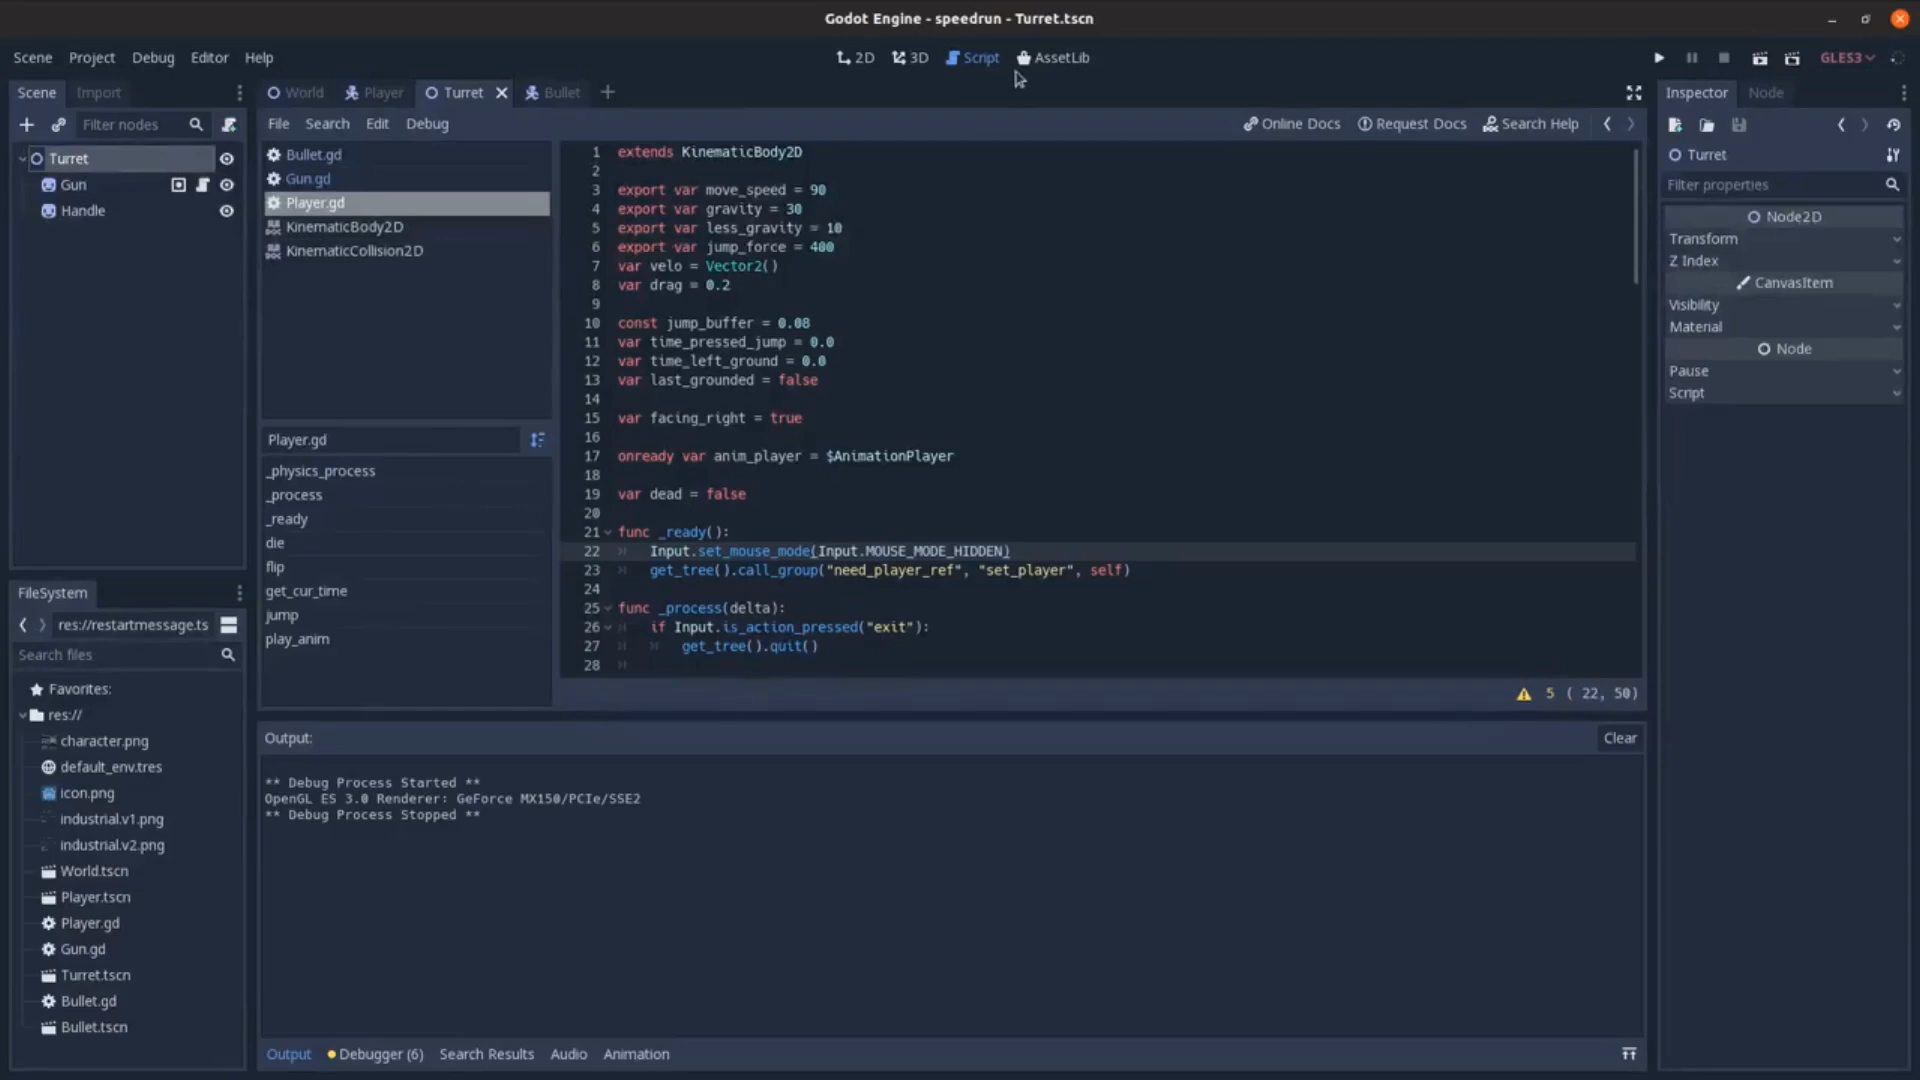 Godot Engine - speedrun - Turret.tscn
Scene Project Debug Editor Help
2D 3D Script AssetLib
GLES3
Scene Import
Filter nodes
Turret
Gun
Handle
FileSystem
res://restartmessage.ts
Search files
Favorites:
res://
character.png
default_env.tres
icon.png
industrial.v1.png
industrial.v2.png
World.tscn
Player.tscn
Player.gd
Gun.gd
Turret.tscn
Bullet.gd
Bullet.tscn
World Player Turret Bullet
File Search Edit Debug
Online Docs Request Docs Search Help
Bullet.gd
Gun.gd
Player.gd
KinematicBody2D
KinematicCollision2D
Player.gd
_physics_process
_process
_ready
die
flip
get_cur_time
jump
play_anim
1 extends KinematicBody2D
2
3 export var move_speed = 90
4 export var gravity = 30
5 export var less_gravity = 10
6 export var jump_force = 400
7 var velo = Vector2()
8 var drag = 0.2
9
10 const jump_buffer = 0.08
11 var time_pressed_jump = 0.0
12 var time_left_ground = 0.0
13 var last_grounded = false
14
15 var facing_right = true
16
17 onready var anim_player = $AnimationPlayer
18
19 var dead = false
20
21 func _ready():
22 Input.set_mouse_mode(Input.MOUSE_MODE_HIDDEN)
23 get_tree().call_group("need_player_ref", "set_player", self)
24
25 func _process(delta):
26 if Input.is_action_pressed("exit"):
27 get_tree().quit()
28
5 ( 22, 50)
Output:
Clear
** Debug Process Started **
OpenGL ES 3.0 Renderer: GeForce MX150/PCIe/SSE2
** Debug Process Stopped **
Output Debugger (6) Search Results Audio Animation
Inspector Node
Turret
Filter properties
Node2D
Transform
Z Index
CanvasItem
Visibility
Material
Node
Pause
Script